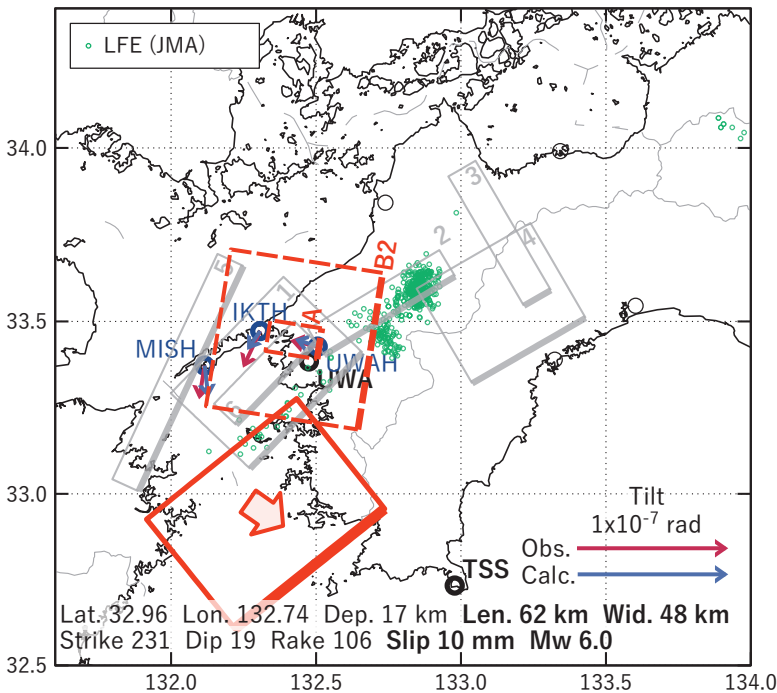 LFE (JMA)
34.0
3
4
2
B2
5
1
IKTH
A
33.5
MISH
UWAH
UWA
6
33.0
Tilt
1x10-7 rad
Obs.
Calc.
TSS
Lat. 32.96 Lon. 132.74 Dep. 17 km Len. 62 km Wid. 48 km
Strike 231 Dip 19 Rake 106 Slip 10 mm Mw 6.0
32.5
132.0 132.5 133.0 133.5 134.0